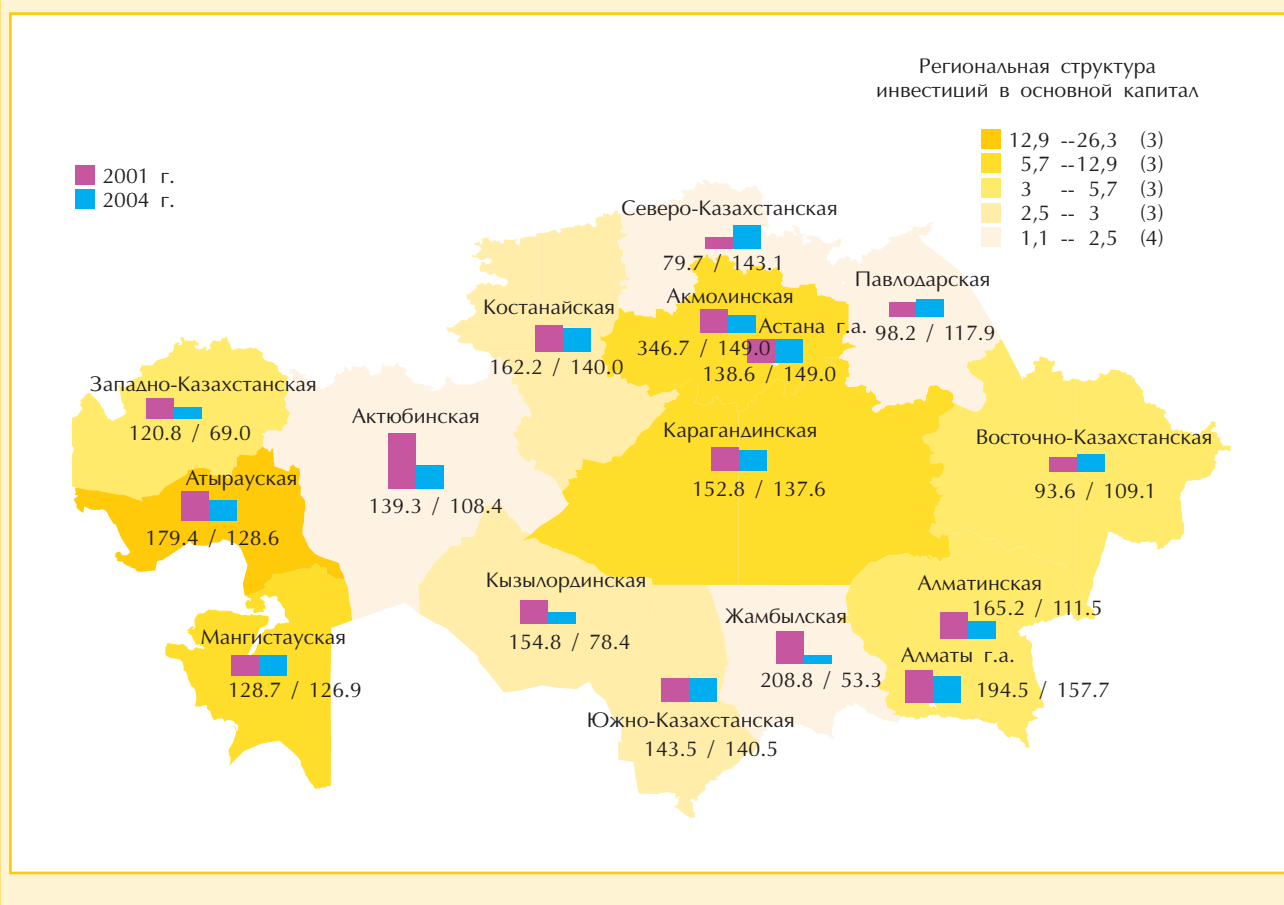 Региональная структура
инвестиций в основной капитал
12,9 --26,3 (3)
5,7 --12,9 (3)
3 -- 5,7 (3)
2,5 -- 3 (3)
1,1 -- 2,5 (4)
2001 г.
2004 г.
Северо-Казахстанская
79.7 / 143.1
Павлодарская
98.2 / 117.9
Акмолинская
346.7 / 149.0
Астана г.а.
138.6 / 149.0
Костанайская
162.2 / 140.0
Западно-Казахстанская
120.8 / 69.0
Актюбинская
139.3 / 108.4
Карагандинская
152.8 / 137.6
Восточно-Казахстанская
93.6 / 109.1
Атырауская
179.4 / 128.6
Кызылординская
154.8 / 78.4
Алматинская
165.2 / 111.5
Жамбылская
208.8 / 53.3
Мангистауская
128.7 / 126.9
Алматы г.а.
194.5 / 157.7
Южно-Казахстанская
143.5 / 140.5